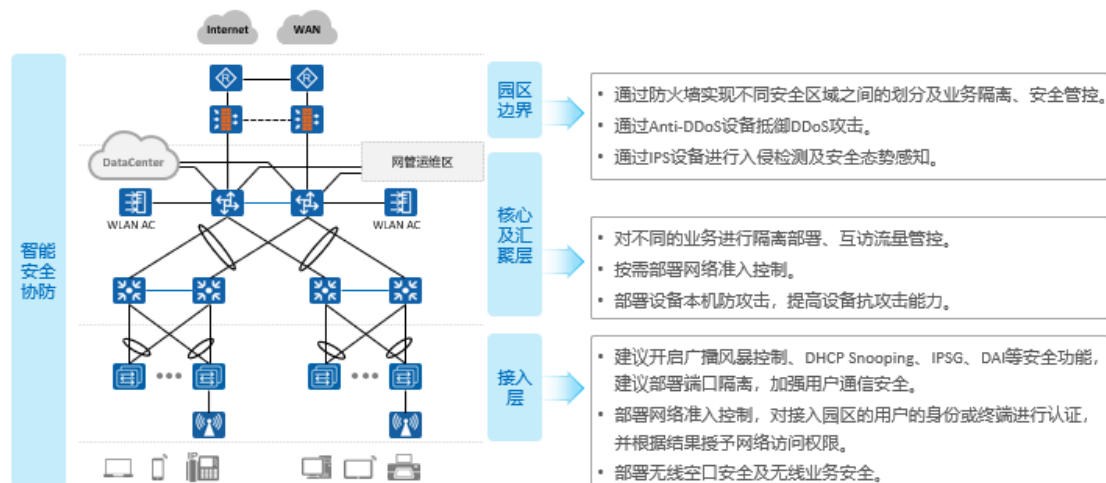 Internet
WAN
园区
边界
• 通过防火墙实现不同安全区域之间的划分及业务隔离、安全管控。
• 通过Anti-DDoS设备抵御DDoS攻击。
• 通过IPS设备进行入侵检测及安全态势感知。
DataCenter
网管运维区
WLAN AC
WLAN AC
核心
及汇
聚层
• 对不同的业务进行隔离部署、互访流量管控。
• 按需部署网络准入控制。
• 部署设备本机防攻击，提高设备抗攻击能力。
智能
安全
协防
接入
层
• 建议开启广播风暴控制、DHCP Snooping、IPSG、DAI等安全功能，
建议部署端口隔离，加强用户通信安全。
• 部署网络准入控制，对接入园区的用户的身份或终端进行认证，
并根据结果授予网络访问权限。
• 部署无线空口安全及无线业务安全。
R
R